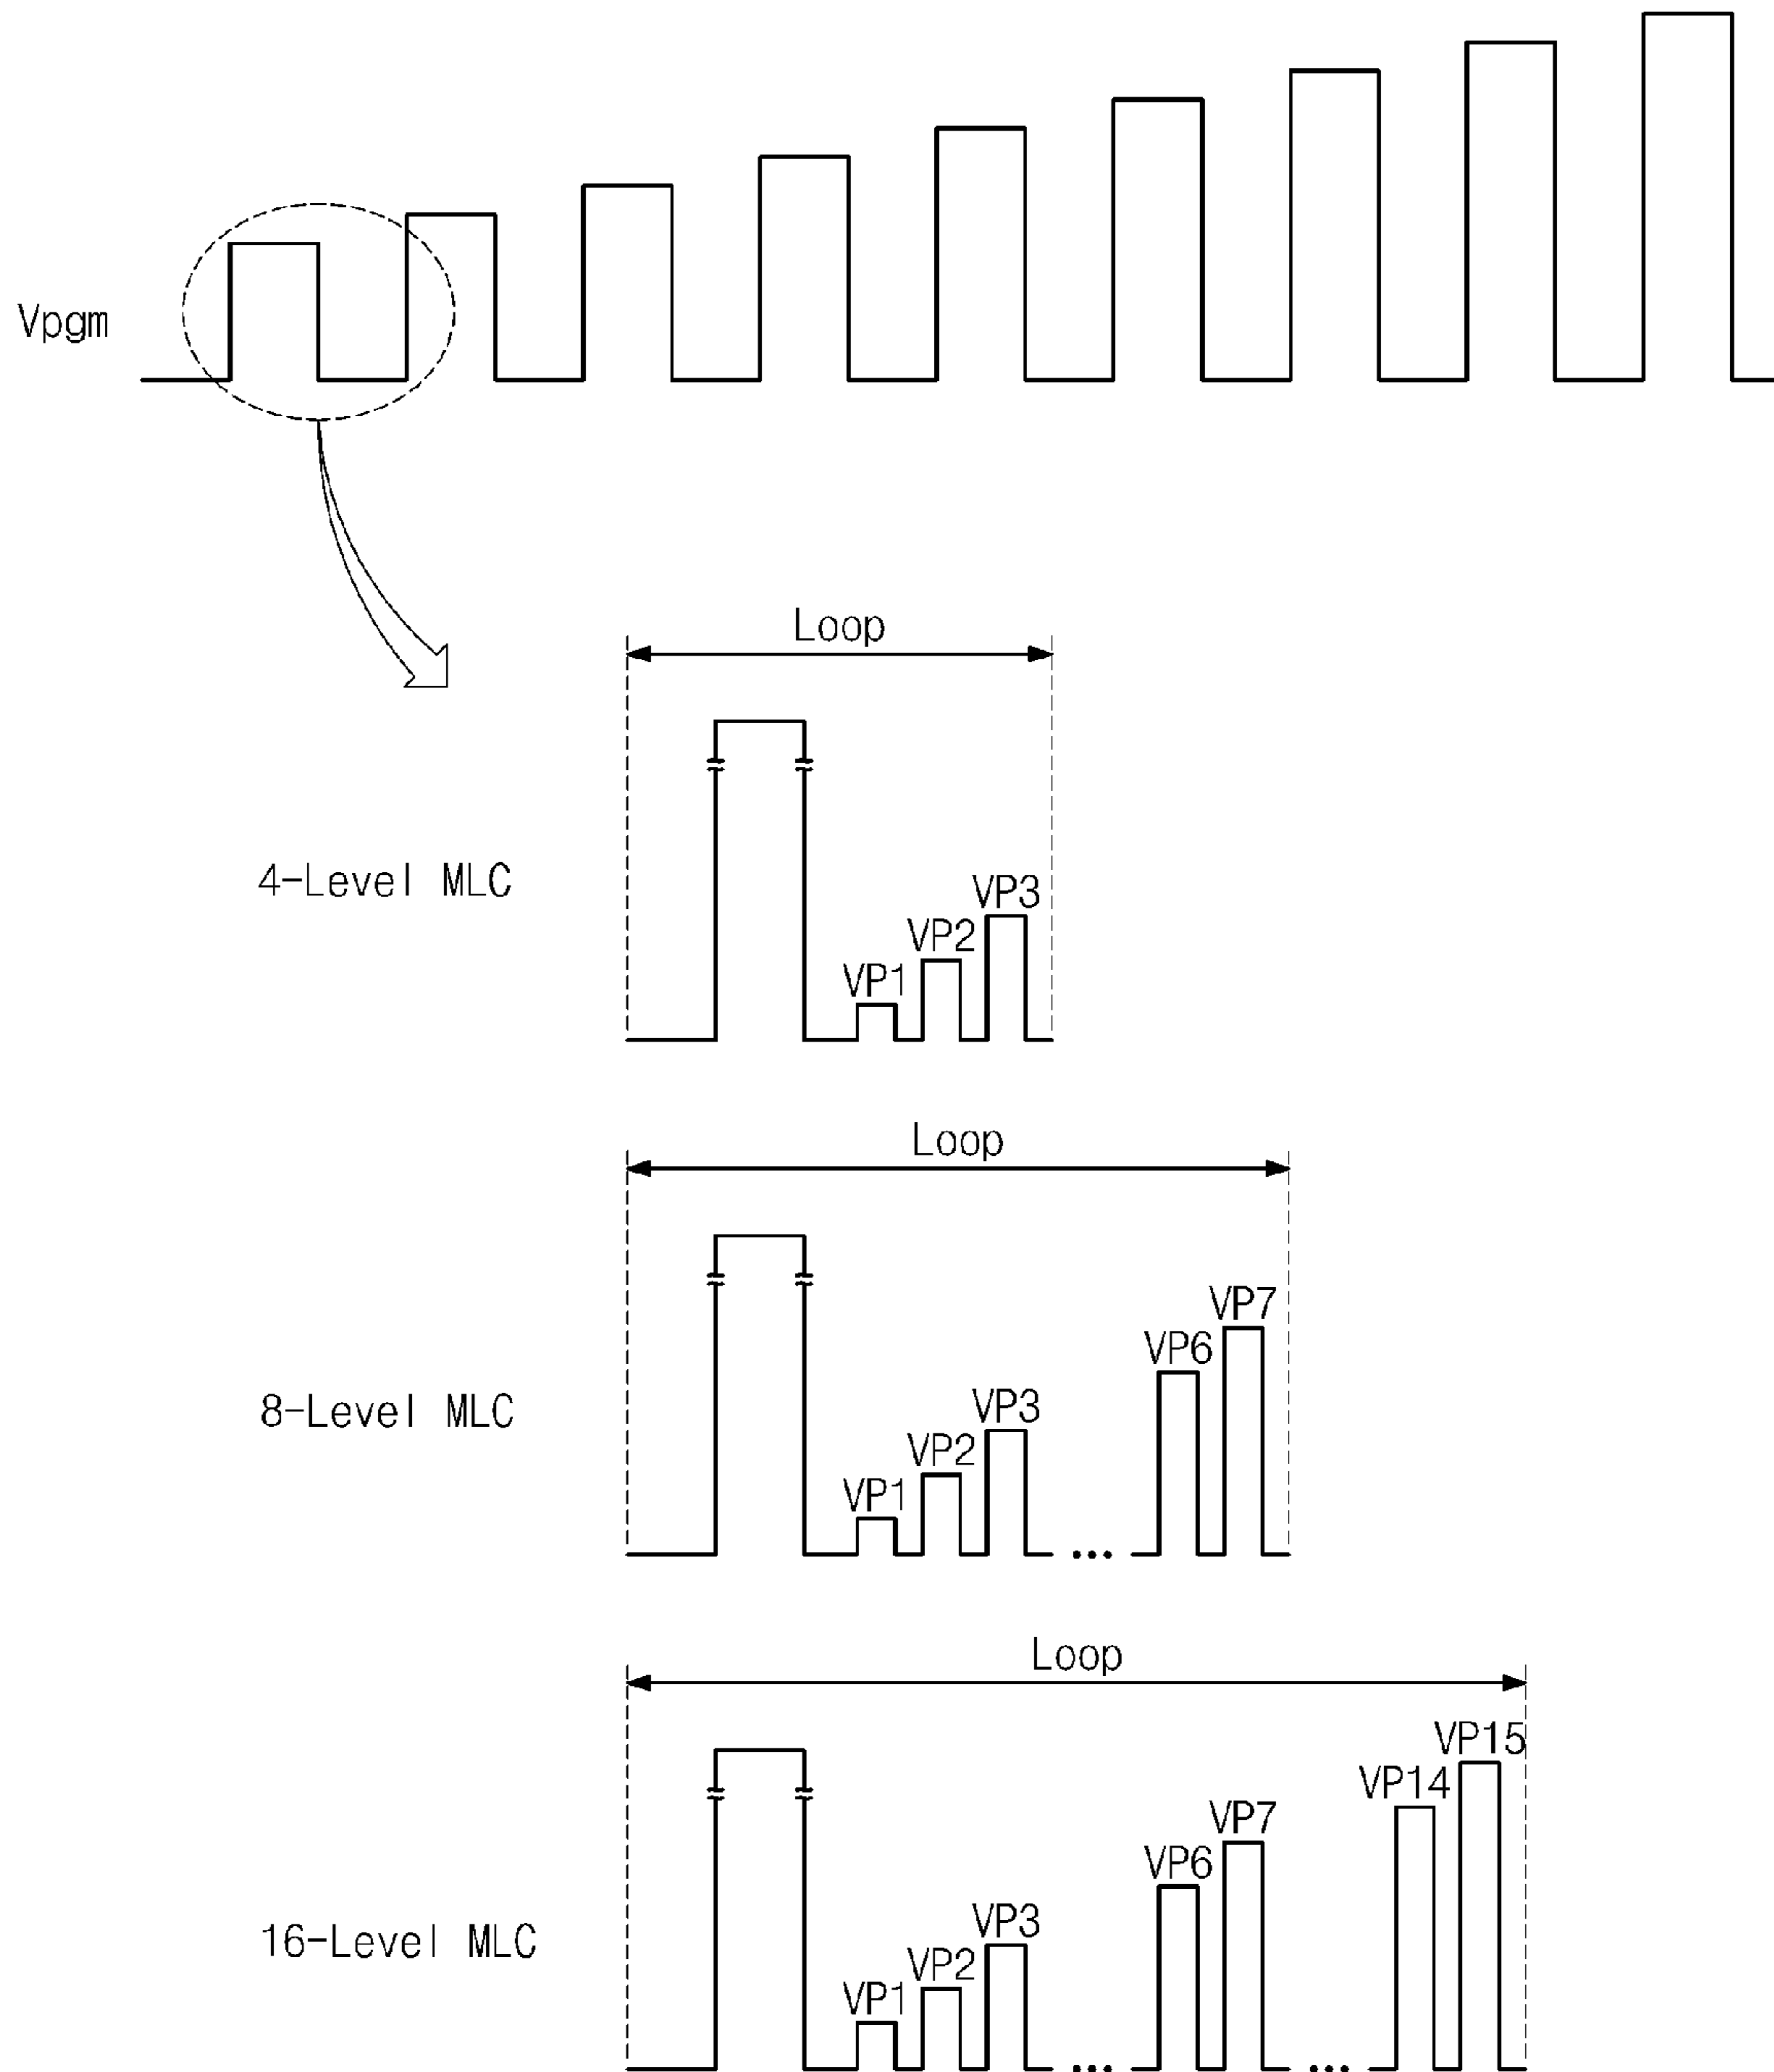 Vpgm
Loop
4-Level MLC
VP1 VP2 VP3
Loop
8-Level MLC
VP1 VP2 VP3 ... VP6 VP7
Loop
16-Level MLC
VP1 VP2 VP3 ... VP6 VP7 ... VP14 VP15